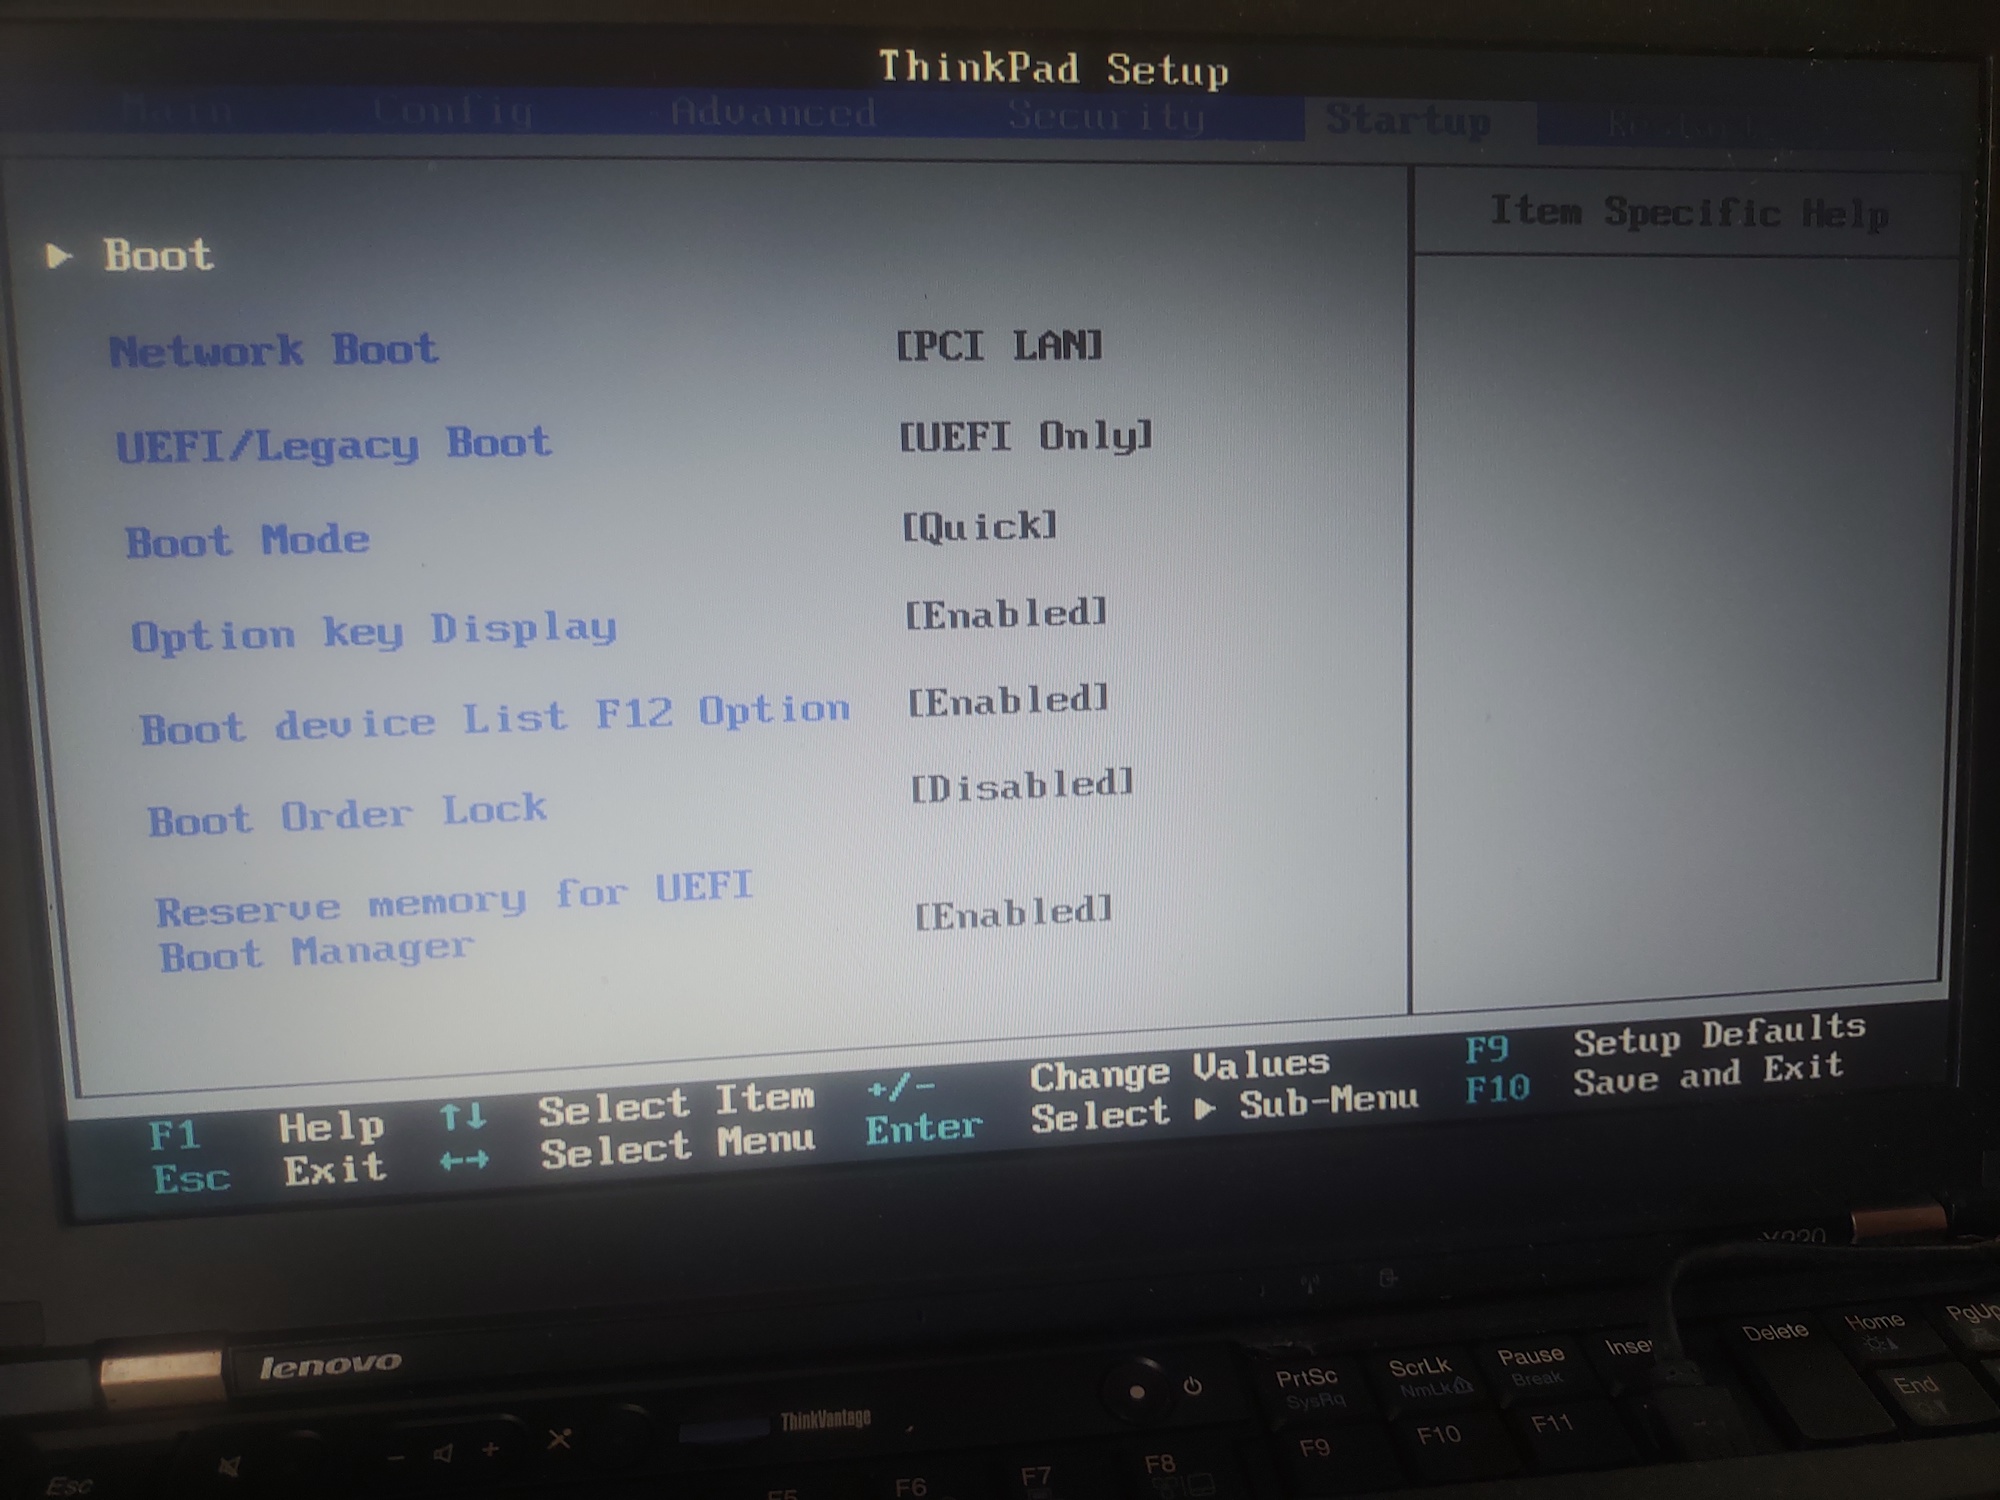 ThinkPad Setup
Main Config Advanced Security Startup Restart
Item Specific Help
▶ Boot
Network Boot [PCI LAN]
UEFI/Legacy Boot [UEFI Only]
Boot Mode [Quick]
Option key Display [Enabled]
Boot device List F12 Option [Enabled]
Boot Order Lock [Disabled]
Reserve memory for UEFI
Boot Manager [Enabled]
F1 Help ↑↓ Select Item +/- Change Values F9 Setup Defaults
Esc Exit ←→ Select Menu Enter Select ▶ Sub-Menu F10 Save and Exit
X220
lenovo
ThinkVantage
PrtSc
SysRq
ScrLk
NmLk
Pause
Break
Inse
Delete
Home
PgUp
End
Esc
- +
F5
F6
F7
F8
F9
F10
F11